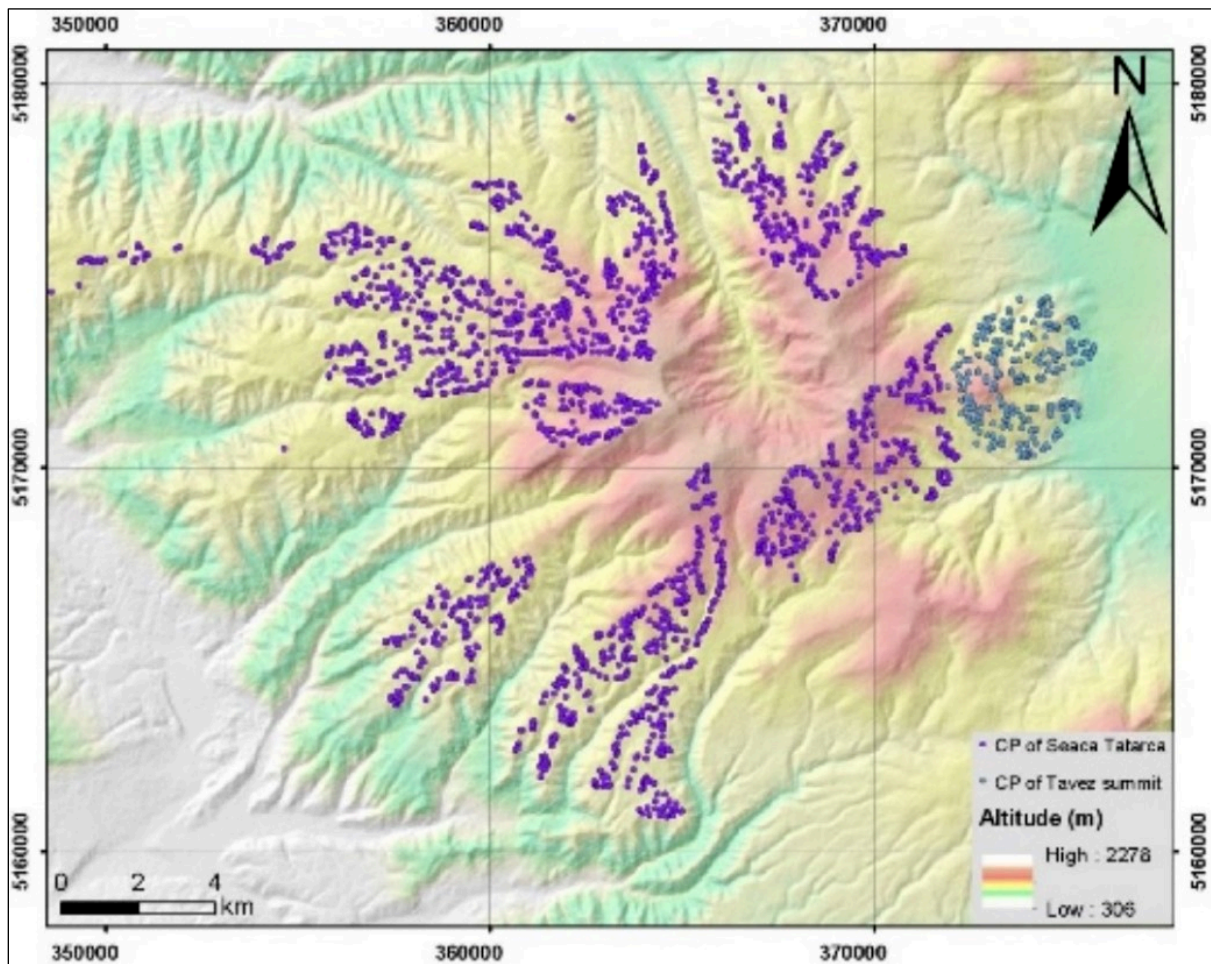 350000 360000 370000
5180000 5180000
N
5170000 5170000
CP of Seaca Tatarca
CP of Tavez summit
Altitude (m)
High : 2278
Low : 306
5160000 5160000
0 2 4
km
350000 360000 370000